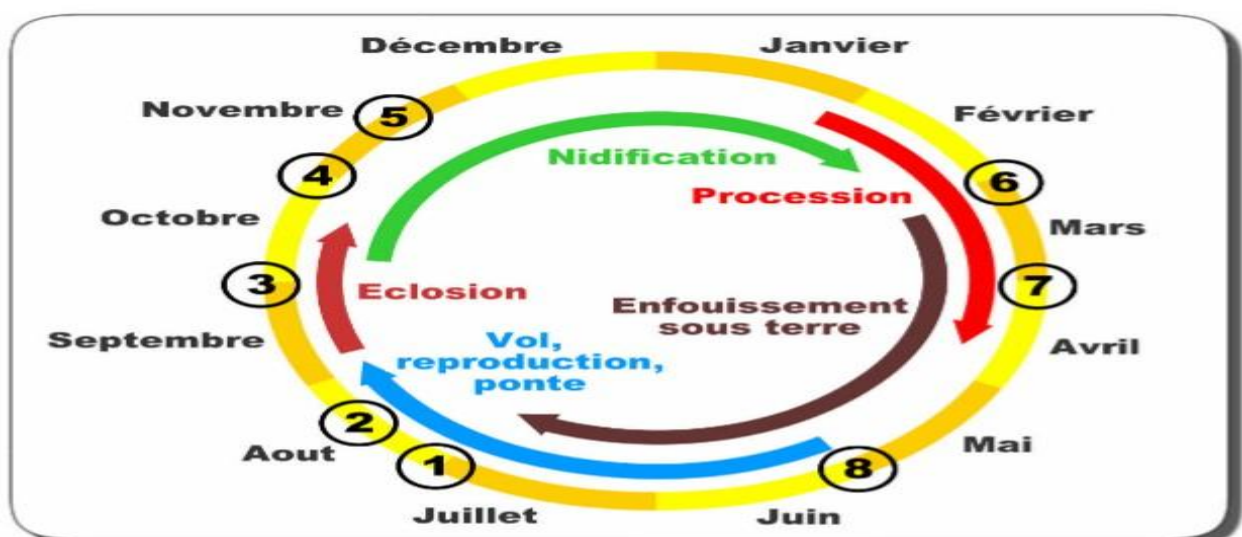 Décembre
Janvier
Novembre
5
Février
Nidification
4
6
Procession
Octobre
Mars
3
Eclosion
7
Enfouissement
sous terre
Septembre
Vol,
reproduction,
ponte
Avril
2
Aout
1
8
Mai
Juillet
Juin